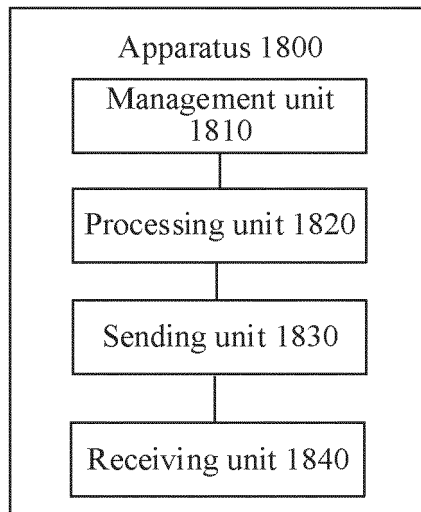 Apparatus 1800
Management unit
1810
Processing unit 1820
Sending unit 1830
Receiving unit 1840